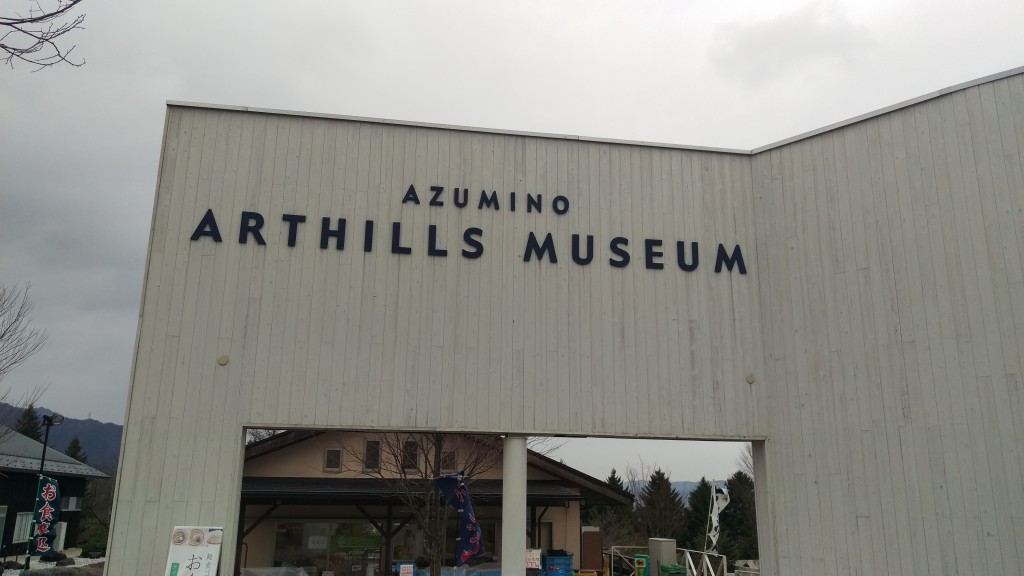 AZUMINO
ARTHILLS MUSEUM
お食事処